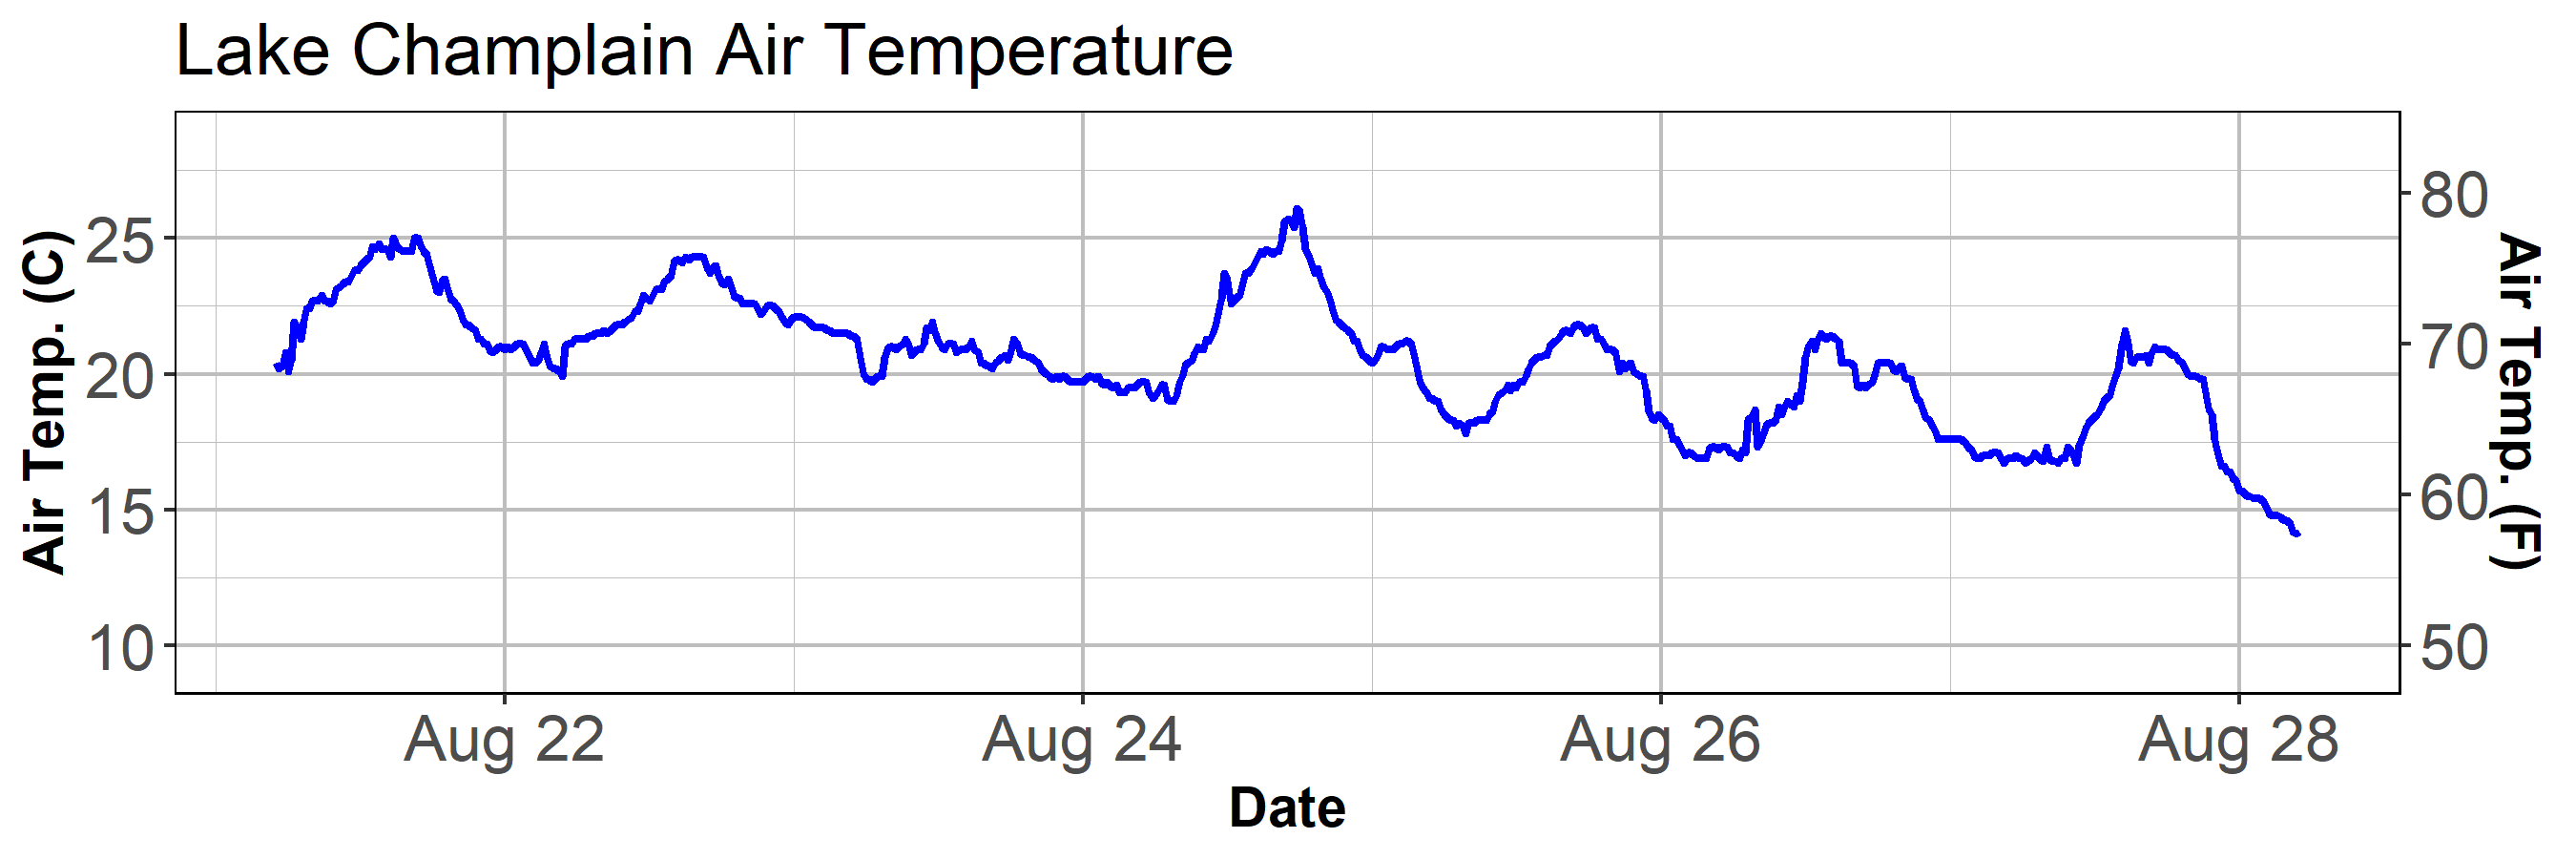 Lake Champlain Air Temperature
Air Temp. (C)
25
20
15
10
80
70
60
50
Air Temp. (F)
Aug 22
Aug 24
Aug 26
Aug 28
Date